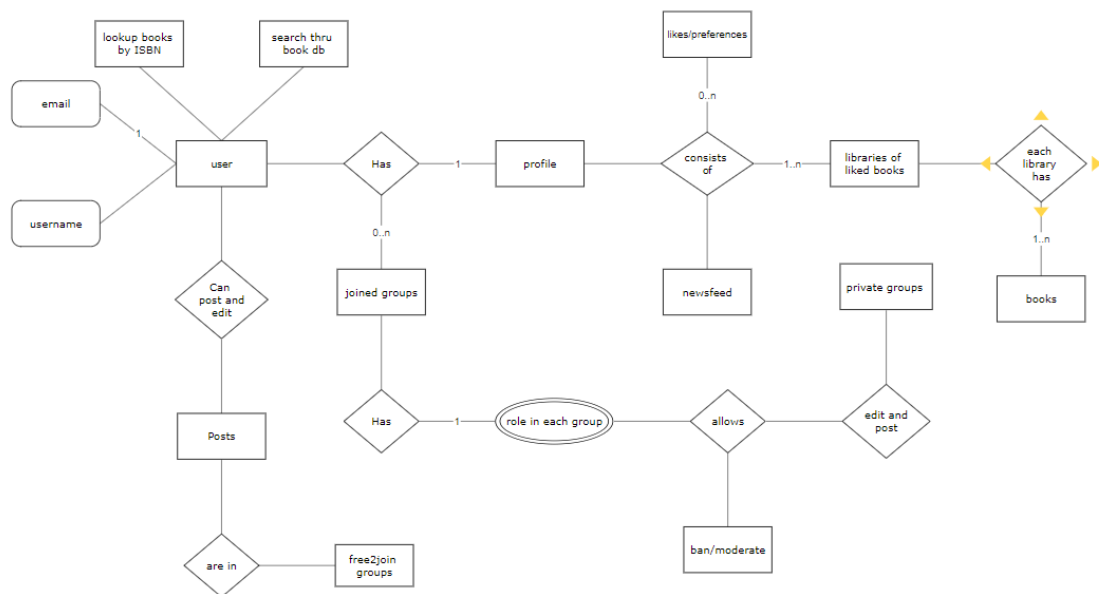 lookup books
by ISBN
search thru
book db
likes/preferences
email
1
0..n
user
Has
1
profile
consists
of
1..n
libraries of
liked books
each
library
has
username
0..n
1..n
Can
post and
edit
joined groups
newsfeed
private groups
books
Posts
Has
1
role in each group
allows
edit and
post
are in
free2join
groups
ban/moderate